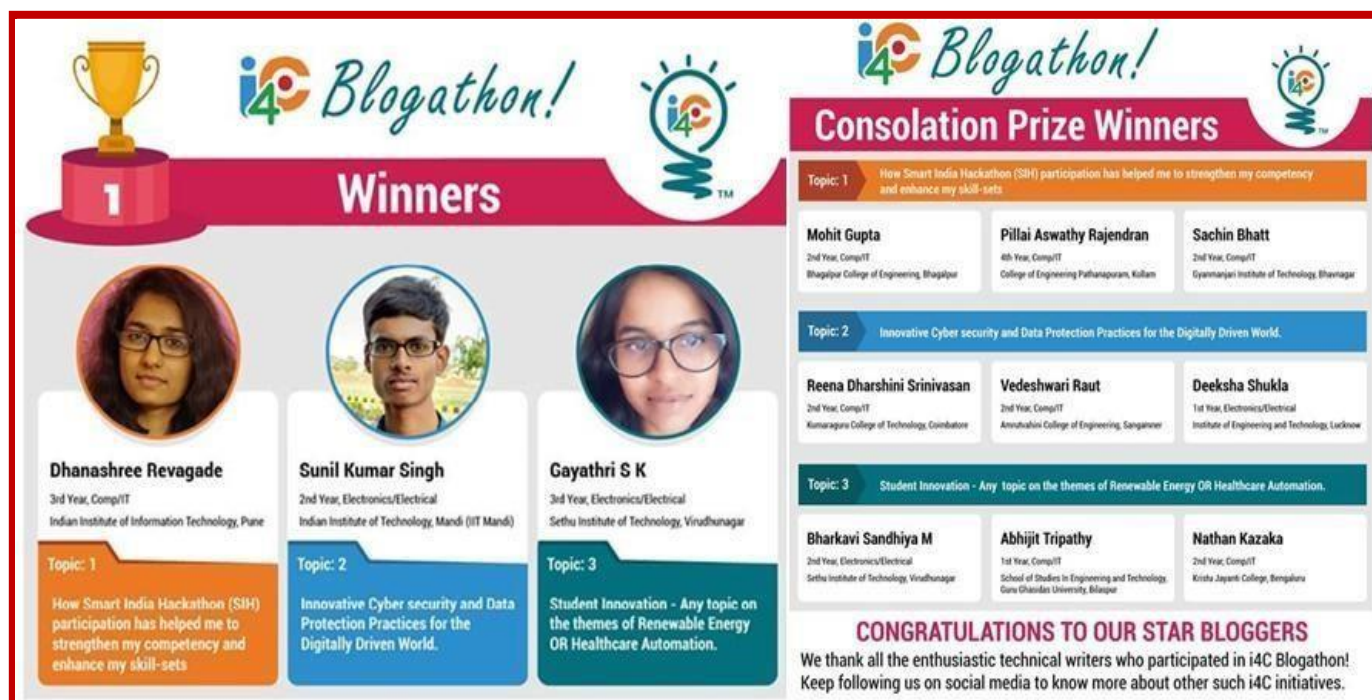 i4C Blogathon!
i4C
TM
1
Winners
Dhanashree Revagade
3rd Year, Comp/IT
Indian Institute of Information Technology, Pune
Topic: 1
How Smart India Hackathon (SIH)
participation has helped me to
strengthen my competency and
enhance my skill-sets
Sunil Kumar Singh
2nd Year, Electronics/Electrical
Indian Institute of Technology, Mandi (IIT Mandi)
Topic: 2
Innovative Cyber security and Data
Protection Practices for the
Digitally Driven World.
Gayathri S K
3rd Year, Electronics/Electrical
Sethu Institute of Technology, Virudhunagar
Topic: 3
Student Innovation - Any topic on
the themes of Renewable Energy
OR Healthcare Automation.
i4C Blogathon!
i4C
TM
Consolation Prize Winners
Topic: 1
How Smart India Hackathon (SIH) participation has helped me to strengthen my competency
and enhance my skill-sets
Mohit Gupta
2nd Year, Comp/IT
Bhagalpur College of Engineering, Bhagalpur
Pillai Aswathy Rajendran
4th Year, Comp/IT
College of Engineering Pathanapuram, Kollam
Sachin Bhatt
2nd Year, Comp/IT
Gyanmanjari Institute of Technology, Bhavnagar
Topic: 2
Innovative Cyber security and Data Protection Practices for the Digitally Driven World.
Reena Dharshini Srinivasan
2nd Year, Comp/IT
Kumaraguru College of Technology, Coimbatore
Vedeshwari Raut
2nd Year, Comp/IT
Amrutvahini College of Engineering, Sangamner
Deeksha Shukla
1st Year, Electronics/Electrical
Institute of Engineering and Technology, Lucknow
Topic: 3
Student Innovation - Any topic on the themes of Renewable Energy OR Healthcare Automation.
Bharkavi Sandhiya M
2nd Year, Electronics/Electrical
Sethu Institute of Technology, Virudhunagar
Abhijit Tripathy
1st Year, Comp/IT
School of Studies In Engineering and Technology,
Guru Ghasidas University, Bilaspur
Nathan Kazaka
2nd Year, Comp/IT
Kristu Jayanti College, Bengaluru
CONGRATULATIONS TO OUR STAR BLOGGERS
We thank all the enthusiastic technical writers who participated in i4C Blogathon!
Keep following us on social media to know more about other such i4C initiatives.